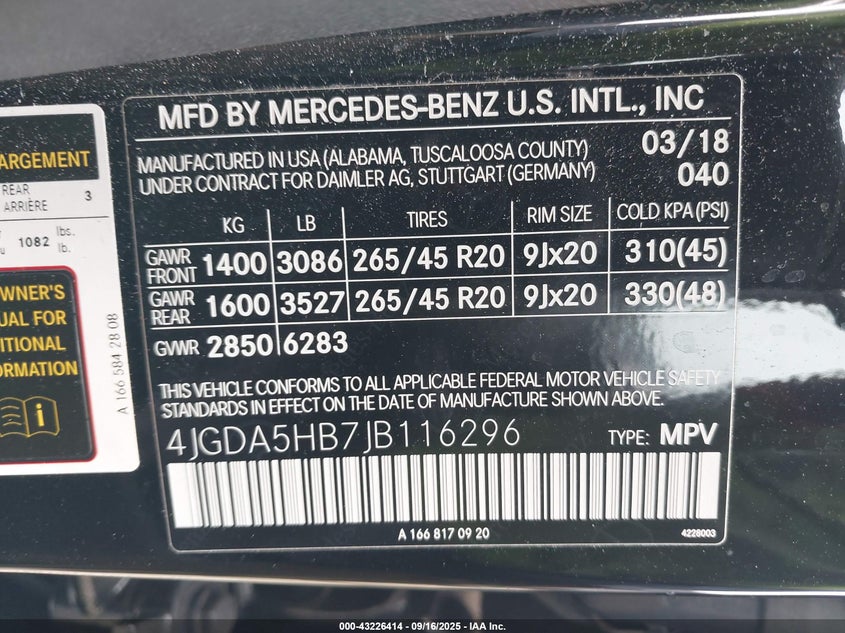 ARGEMENT
REAR
ARRIÈRE 3
1082 lbs.
lb.
WNER'S
UAL FOR
ITIONAL
ORMATION
A 166 584 28 08
MFD BY MERCEDES-BENZ U.S. INTL., INC
MANUFACTURED IN USA (ALABAMA, TUSCALOOSA COUNTY) 03/18
UNDER CONTRACT FOR DAIMLER AG, STUTTGART (GERMANY) 040
KG LB TIRES RIM SIZE COLD KPA (PSI)
GAWR FRONT 1400 3086 265/45 R20 9Jx20 310(45)
GAWR REAR 1600 3527 265/45 R20 9Jx20 330(48)
GVWR 2850 6283
THIS VEHICLE CONFORMS TO ALL APPLICABLE FEDERAL MOTOR VEHICLE SAFETY
STANDARDS IN EFFECT ON THE DATE OF MANUFACTURE SHOWN ABOVE.
4JGDA5HB7JB116296 TYPE: MPV
A 166 817 09 20 4228003
000-43226414 - 09/16/2025 - IAA Inc.